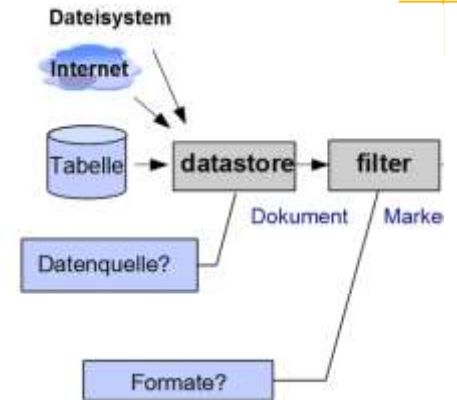 Dateisystem
Internet
Tabelle
datastore
filter
Dokument
Marke
Datenquelle?
Formate?